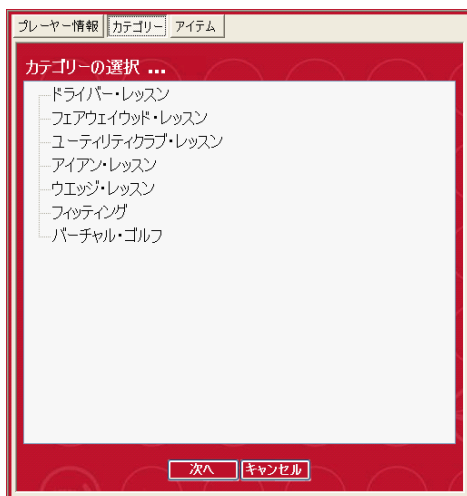 プレーヤー情報 カテゴリー アイテム
カテゴリーの選択 ...
ドライバー・レッスン
フェアウェイウッド・レッスン
ユーティリティクラブ・レッスン
アイアン・レッスン
ウエッジ・レッスン
フィッティング
バーチャル・ゴルフ
次へ キャンセル